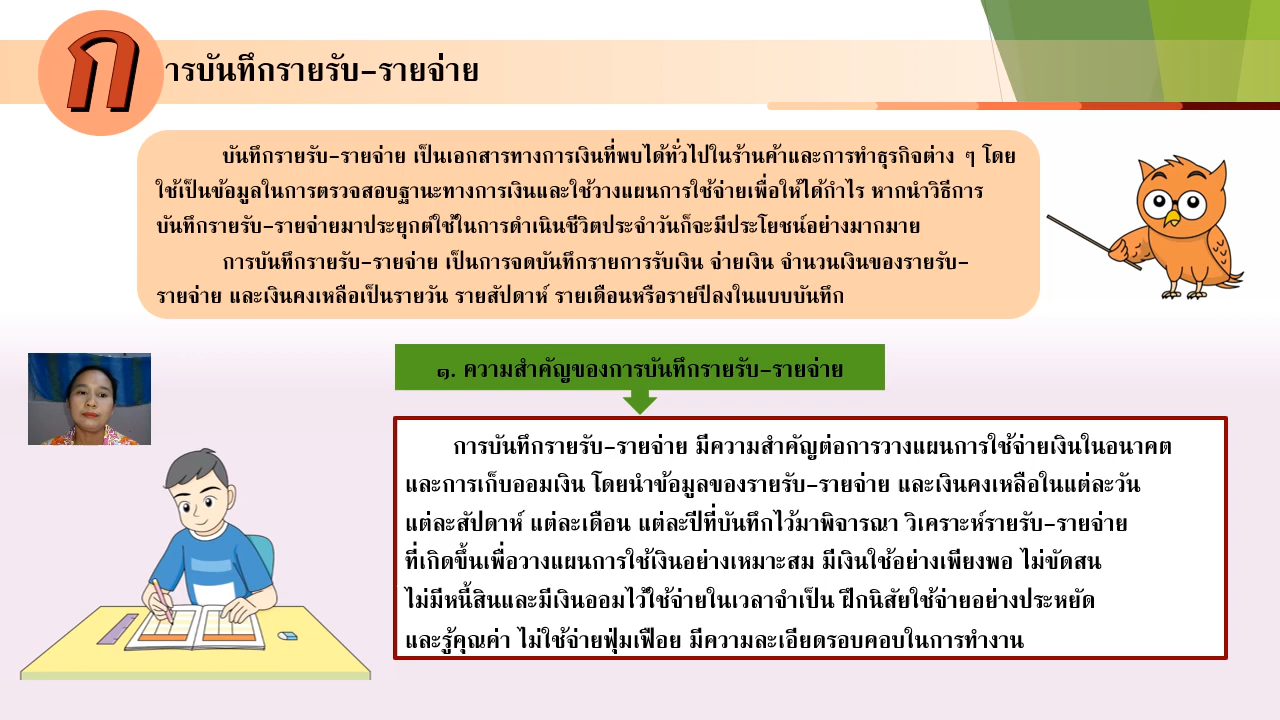 การบันทึกรายรับ-รายจ่าย
บันทึกรายรับ-รายจ่าย เป็นเอกสารทางการเงินที่พบได้ทั่วไปในร้านค้าและการทำธุรกิจต่าง ๆ โดย
ใช้เป็นข้อมูลในการตรวจสอบฐานะทางการเงินและใช้วางแผนการใช้จ่ายเพื่อให้ได้กำไร หากนำวิธีการ
บันทึกรายรับ-รายจ่ายมาประยุกต์ใช้ในการดำเนินชีวิตประจำวันก็จะมีประโยชน์อย่างมากมาย
การบันทึกรายรับ-รายจ่าย เป็นการจดบันทึกรายการรับเงิน จ่ายเงิน จำนวนเงินของรายรับ-
รายจ่าย และเงินคงเหลือเป็นรายวัน รายสัปดาห์ รายเดือนหรือรายปีลงในแบบบันทึก
๑. ความสำคัญของการบันทึกรายรับ-รายจ่าย
การบันทึกรายรับ-รายจ่าย มีความสำคัญต่อการวางแผนการใช้จ่ายเงินในอนาคต
และการเก็บออมเงิน โดยนำข้อมูลของรายรับ-รายจ่าย และเงินคงเหลือในแต่ละวัน
แต่ละสัปดาห์ แต่ละเดือน แต่ละปีที่บันทึกไว้มาพิจารณา วิเคราะห์รายรับ-รายจ่าย
ที่เกิดขึ้นเพื่อวางแผนการใช้เงินอย่างเหมาะสม มีเงินใช้อย่างเพียงพอ ไม่ขัดสน
ไม่มีหนี้สินและมีเงินออมไว้ใช้จ่ายในเวลาจำเป็น ฝึกนิสัยใช้จ่ายอย่างประหยัด
และรู้คุณค่า ไม่ใช้จ่ายฟุ่มเฟือย มีความละเอียดรอบคอบในการทำงาน